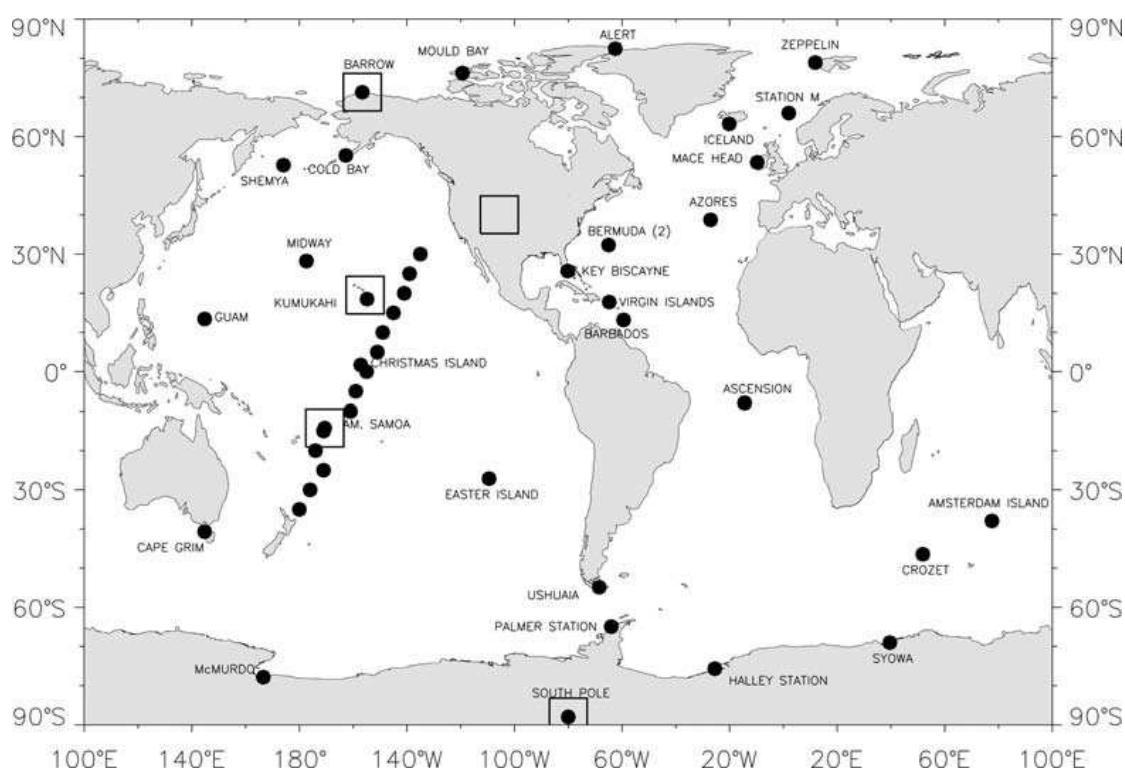 90°N
90°N
ALERT
ZEPPELIN
MOULD BAY
BARROW
STATION M
60°N
60°N
ICELAND
MACE HEAD
COLD BAY
SHEMYA
AZORES
BERMUDA (2)
MIDWAY
30°N
30°N
KEY BISCAYNE
KUMUKAHI
VIRGIN ISLANDS
GUAM
BARBADOS
CHRISTMAS ISLAND
0°
0°
ASCENSION
AM. SAMOA
30°S
30°S
EASTER ISLAND
AMSTERDAM ISLAND
CAPE GRIM
CROZET
USHUAIA
60°S
60°S
PALMER STATION
SYOWA
McMURDO
HALLEY STATION
SOUTH POLE
90°S
90°S
100°E 140°E 180° 140°W 100°W 60°W 20°W 20°E 60°E 100°E